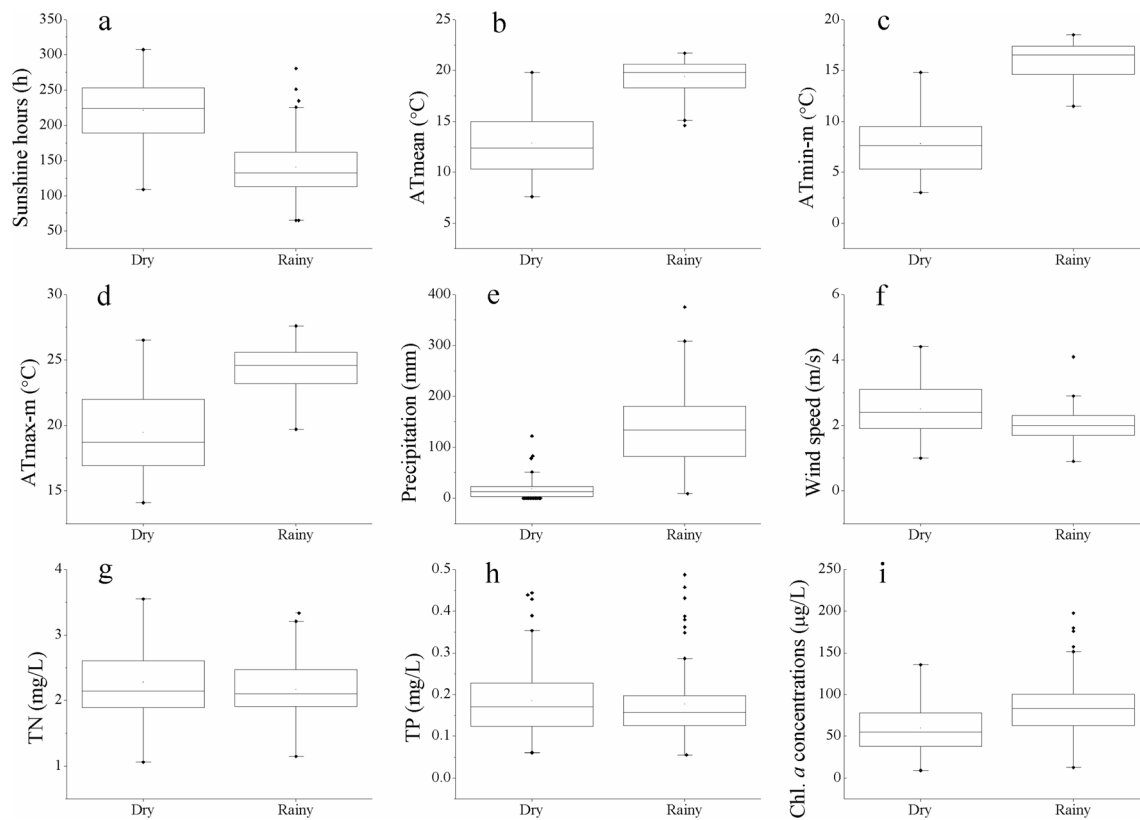 a
Sunshine hours (h)
350
300
250
200
150
100
50
Dry
Rainy
b
ATmean (°C)
25
20
15
10
5
Dry
Rainy
c
ATmin-m (°C)
20
15
10
5
0
Dry
Rainy
d
ATmax-m (°C)
30
25
20
15
Dry
Rainy
e
Precipitation (mm)
400
300
200
100
0
Dry
Rainy
f
Wind speed (m/s)
6
4
2
0
Dry
Rainy
g
TN (mg/L)
4
3
2
1
Dry
Rainy
h
TP (mg/L)
0.5
0.4
0.3
0.2
0.1
0.0
Dry
Rainy
i
Chl. a concentrations (µg/L)
250
200
150
100
50
0
Dry
Rainy